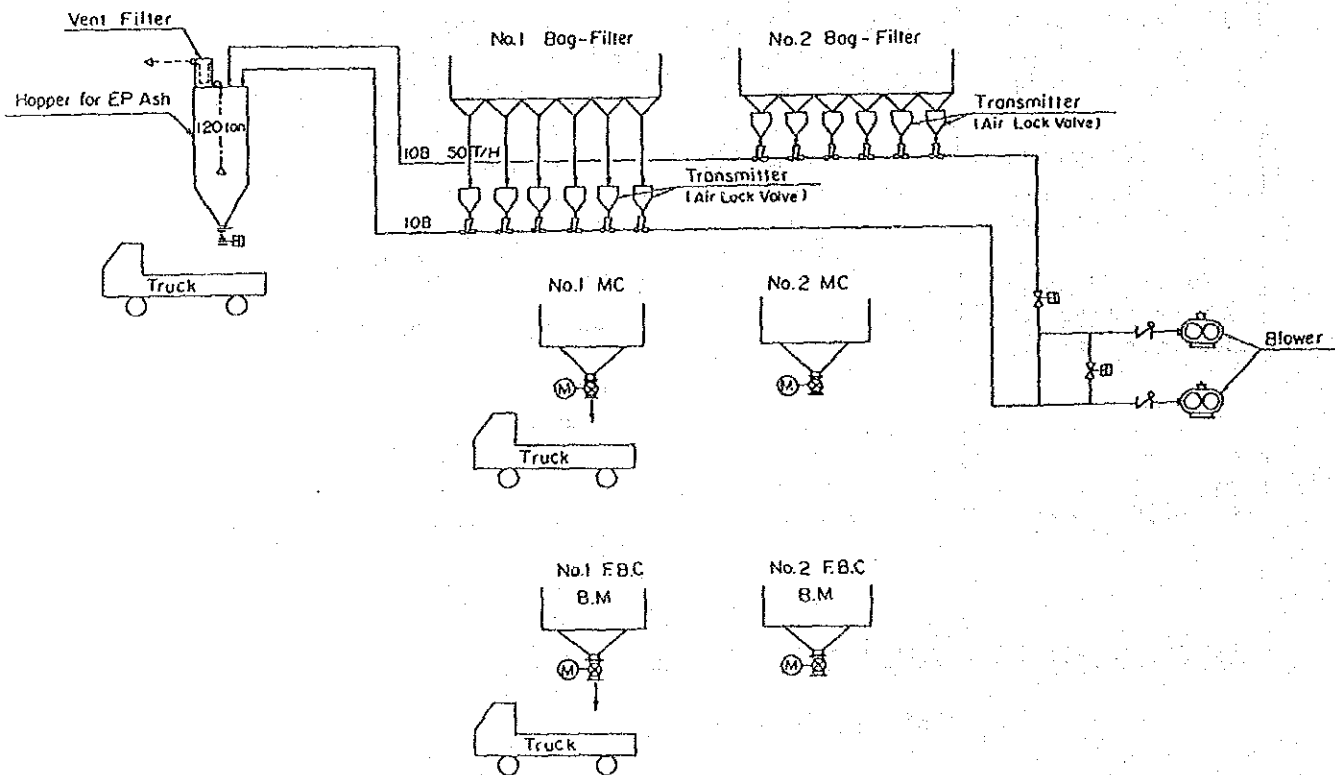 Vent Filter
Hopper for EP Ash
120 ton
Truck
No.1 Bag-Filter
No.2 Bag-Filter
Transmitter
(Air Lock Valve)
10B 50T/H
Transmitter
(Air Lock Valve)
10B
No.1 MC
No.2 MC
M
M
Truck
Blower
No.1 F.B.C
B.M
No.2 F.B.C
B.M
M
M
Truck